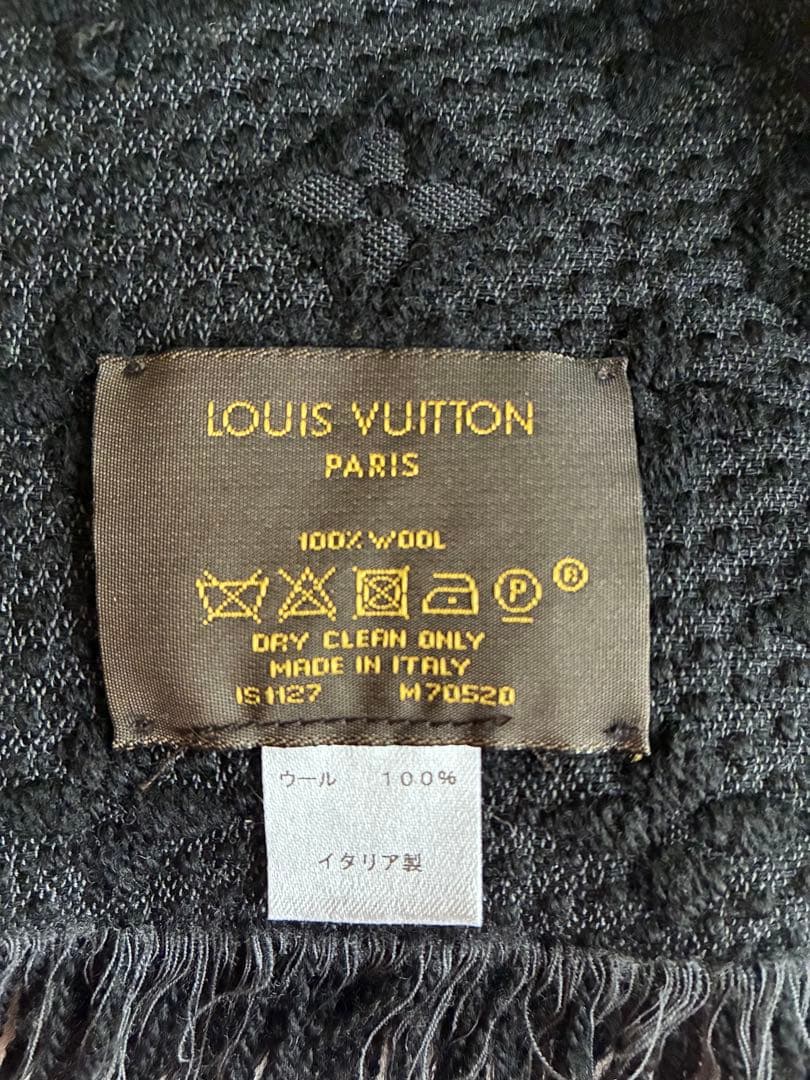 LOUIS VUITTON
PARIS
100% WOOL
P ®
DRY CLEAN ONLY
MADE IN ITALY
IS1127 M70520
ウール 100%
イタリア製